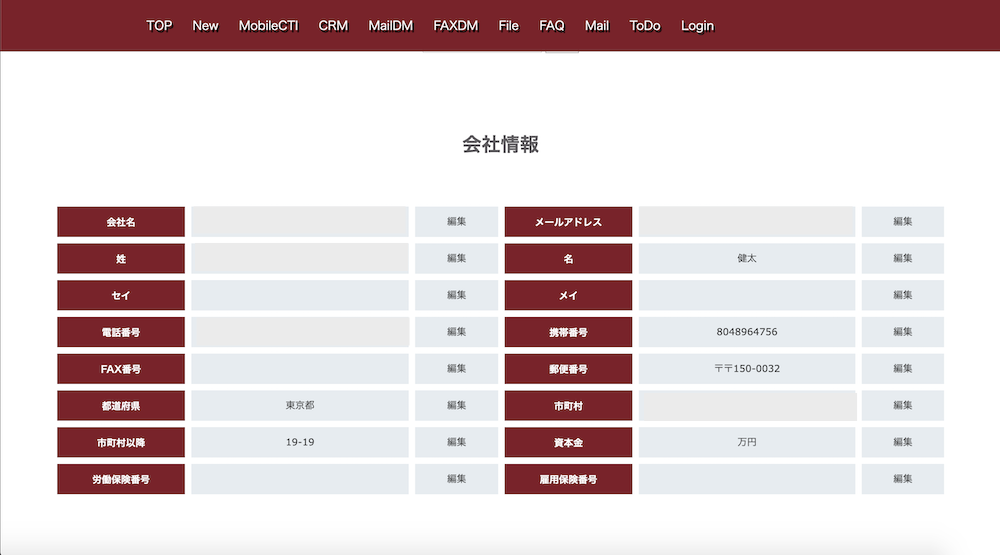 TOP New MobileCTI CRM MailDM FAXDM File FAQ Mail ToDo Login
会社情報
会社名 編集 メールアドレス 編集
姓 編集 名 健太 編集
セイ 編集 メイ 編集
電話番号 編集 携帯番号 8048964756 編集
FAX番号 編集 郵便番号 〒〒150-0032 編集
都道府県 東京都 編集 市町村 編集
市町村以降 19-19 編集 資本金 万円 編集
労働保険番号 編集 雇用保険番号 編集